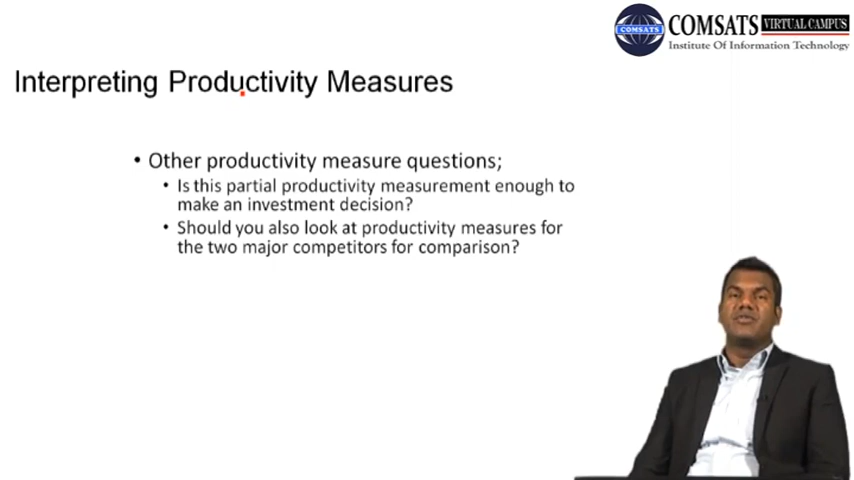 COMSATS
COMSATS VIRTUAL CAMPUS
Institute Of Information Technology
Interpreting Productivity Measures
• Other productivity measure questions;
• Is this partial productivity measurement enough to
make an investment decision?
• Should you also look at productivity measures for
the two major competitors for comparison?